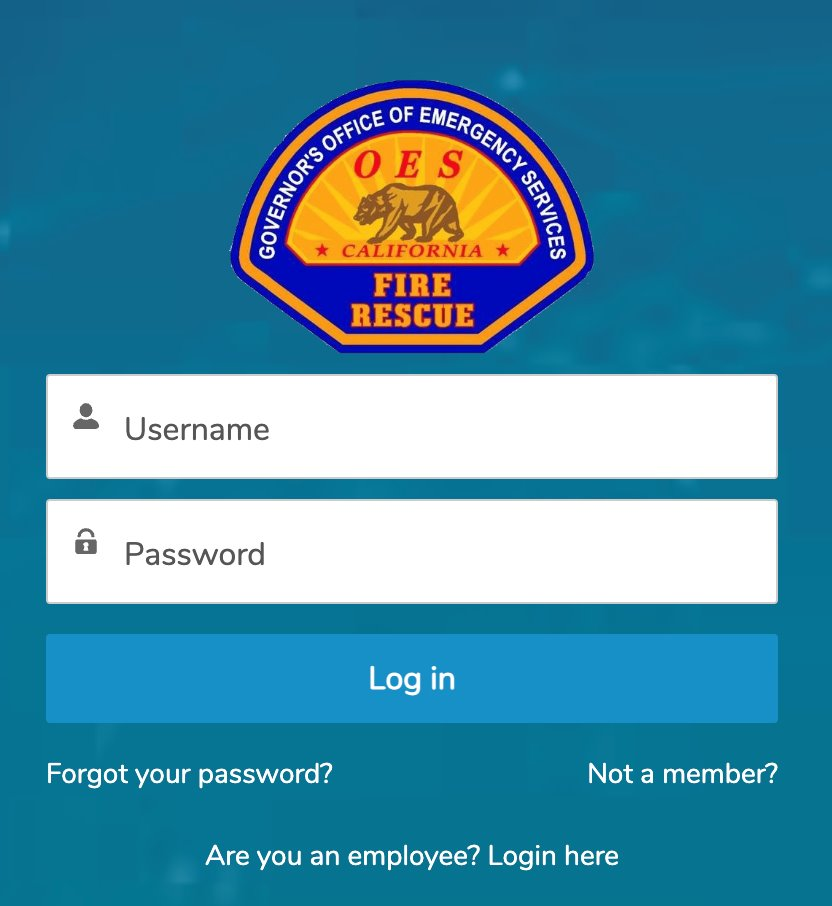 GOVERNOR'S OFFICE OF EMERGENCY SERVICES
OES
CALIFORNIA
FIRE
RESCUE
Username
Password
Log in
Forgot your password?
Not a member?
Are you an employee? Login here